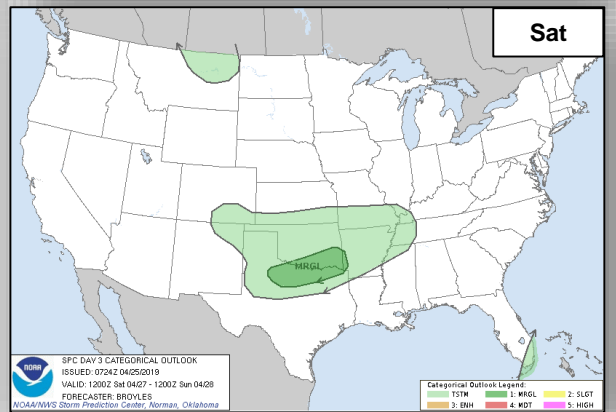 Sat
MRGL
NOAA
SPC DAY 3 CATEGORICAL OUTLOOK
ISSUED: 0724Z 04/25/2019
VALID: 1200Z Sat 04/27 - 1200Z Sun 04/28
FORECASTER: BROYLES
NOAA/NWS Storm Prediction Center, Norman, Oklahoma
Categorical Outlook Legend:
TSTM 1: MRGL 2: SLGT
3: ENH 4: MDT 5: HIGH